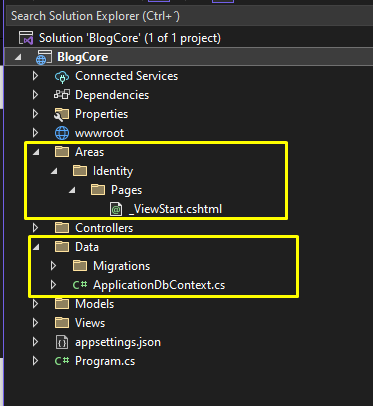 Search Solution Explorer (Ctrl+´)
Solution 'BlogCore' (1 of 1 project)
BlogCore
Connected Services
Dependencies
Properties
wwwroot
Areas
Identity
Pages
_ViewStart.cshtml
Controllers
Data
Migrations
C# ApplicationDbContext.cs
Models
Views
appsettings.json
C# Program.cs